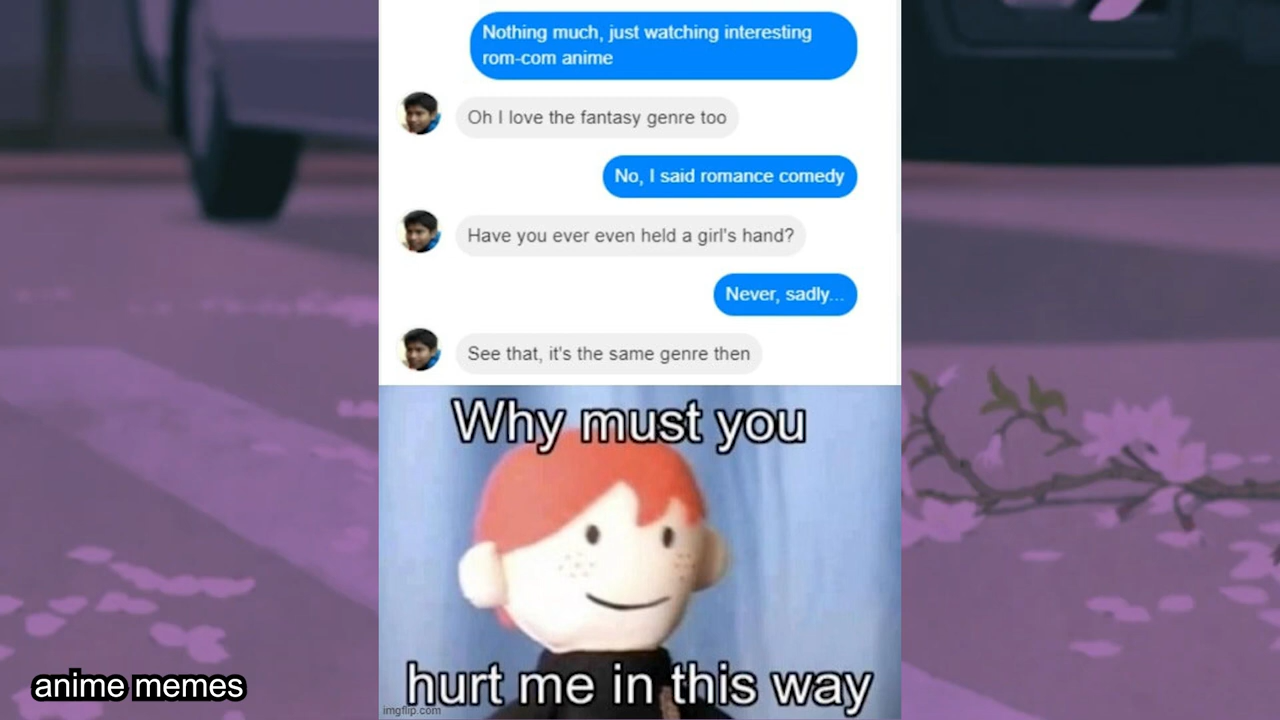 Nothing much, just watching interesting
rom-com anime
Oh I love the fantasy genre too
No, I said romance comedy
Have you ever even held a girl's hand?
Never, sadly...
See that, it's the same genre then
Why must you
hurt me in this way
imgflip.com
anime memes